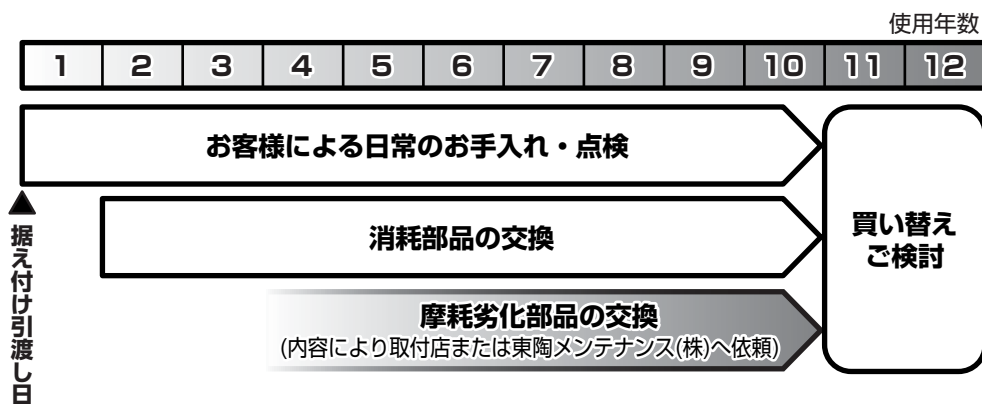 使用年数
1 2 3 4 5 6 7 8 9 10 11 12
お客様による日常のお手入れ・点検
消耗部品の交換
摩耗劣化部品の交換
(内容により取付店または東陶メンテナンス(株)へ依頼)
買い替え
ご検討
▲
据え付け引渡し日